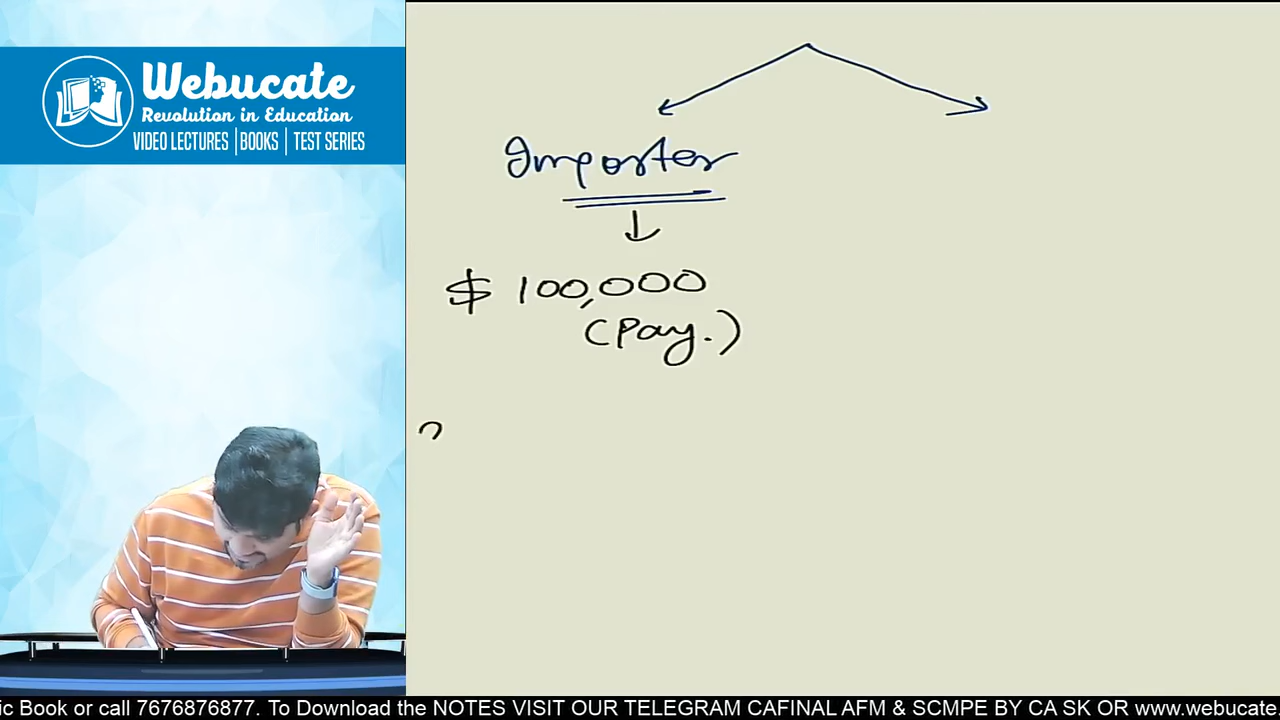 Webucate
Revolution in Education
VIDEO LECTURES | BOOKS | TEST SERIES
Importer
$ 100,000
(Pay.)
ic Book or call 7676876877. To Download the NOTES VISIT OUR TELEGRAM CAFINAL AFM & SCMPE BY CA SK OR www.webucate.